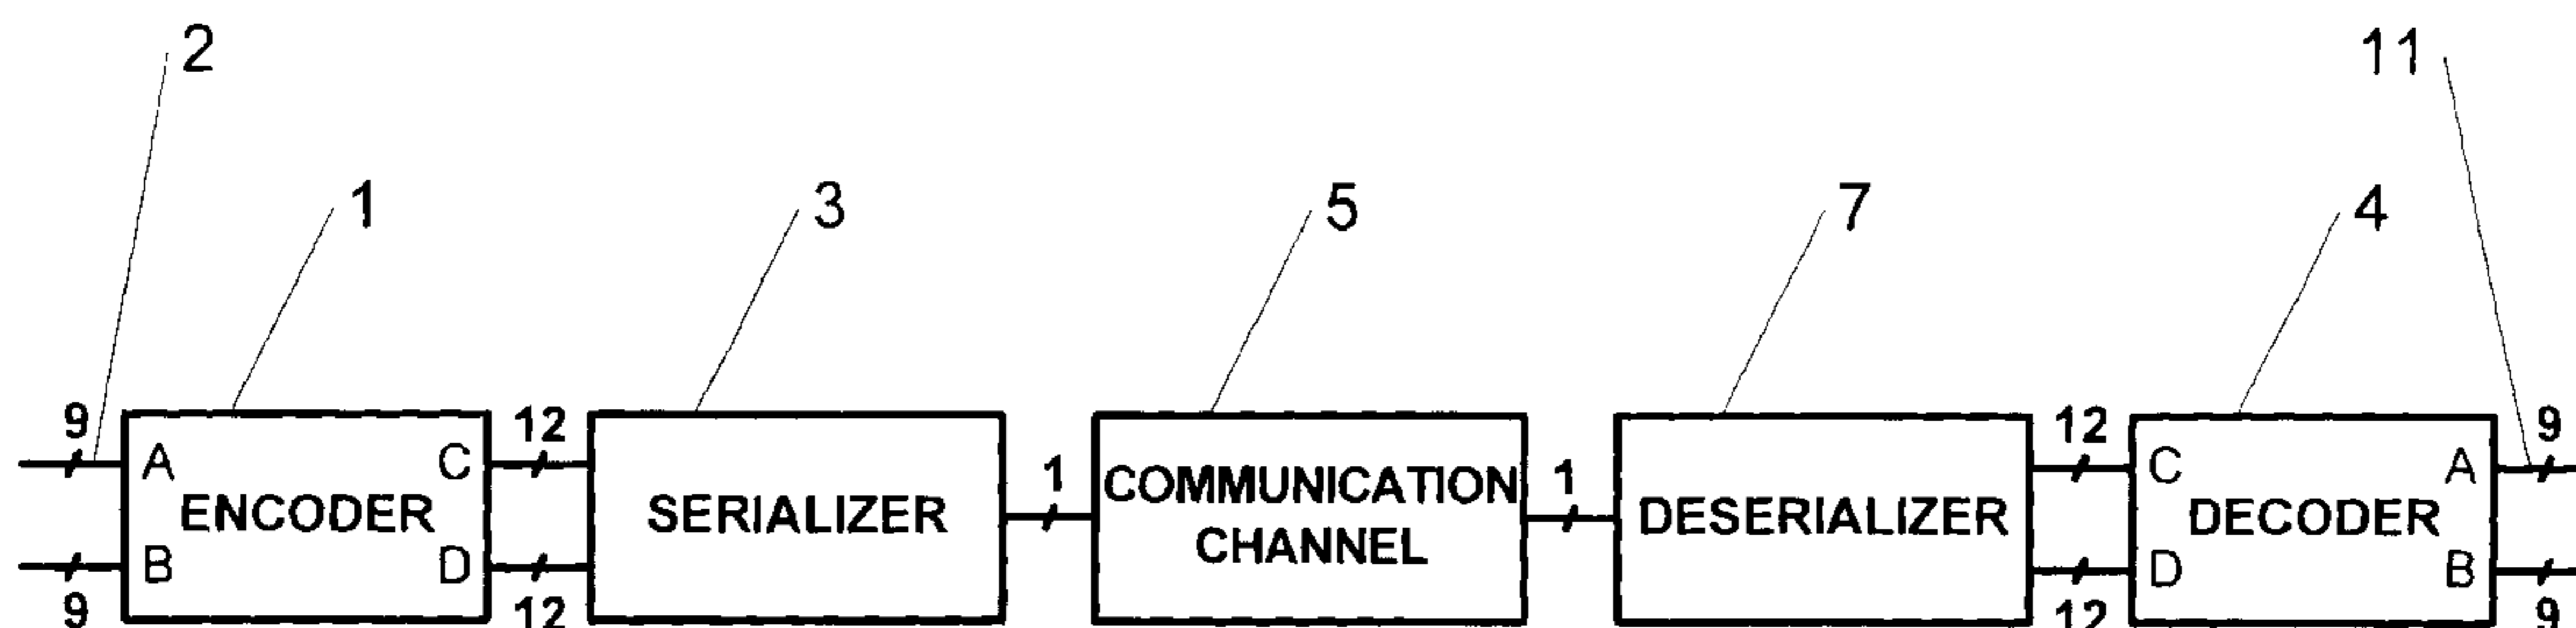 2
11
1
3
5
7
4
9
12
12
9
A
C
1
COMMUNICATION
1
C
A
ENCODER
SERIALIZER
CHANNEL
DESERIALIZER
DECODER
B
D
D
B
9
12
12
9